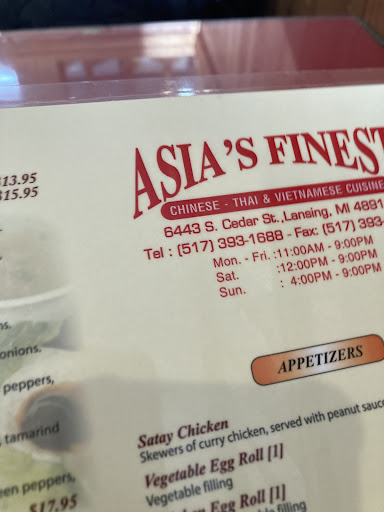 $13.95
$15.95
onions.
peppers,
tamarind
peppers,
$17.95
ASIA'S FINEST
CHINESE - THAI & VIETNAMESE CUISINE
6443 S. Cedar St., Lansing, MI 4891
Tel : (517) 393-1688 - Fax: (517) 393-
Mon. - Fri. :11:00AM - 9:00PM
Sat. :12:00PM - 9:00PM
Sun. : 4:00PM - 9:00PM
APPETIZERS
Satay Chicken
Skewers of curry chicken, served with peanut sauce
Vegetable Egg Roll [1]
Vegetable filling
Egg Roll [1]
filling